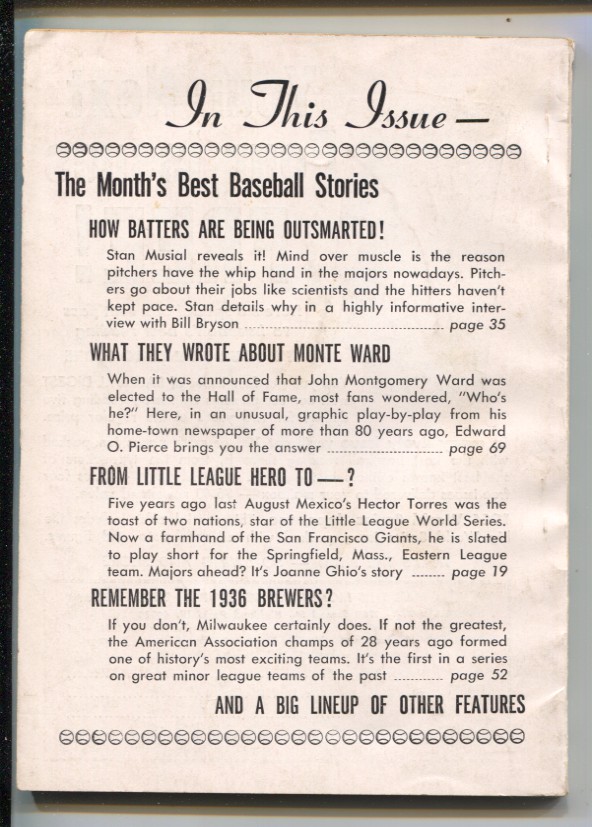 In This Issue —
The Month's Best Baseball Stories
HOW BATTERS ARE BEING OUTSMARTED!
Stan Musial reveals it! Mind over muscle is the reason
pitchers have the whip hand in the majors nowadays. Pitch-
ers go about their jobs like scientists and the hitters haven't
kept pace. Stan details why in a highly informative inter-
view with Bill Bryson .......... page 35
WHAT THEY WROTE ABOUT MONTE WARD
When it was announced that John Montgomery Ward was
elected to the Hall of Fame, most fans wondered, "Who's
he?" Here, in an unusual, graphic play-by-play from his
home-town newspaper of more than 80 years ago, Edward
O. Pierce brings you the answer .......... page 69
FROM LITTLE LEAGUE HERO TO — ?
Five years ago last August Mexico's Hector Torres was the
toast of two nations, star of the Little League World Series.
Now a farmhand of the San Francisco Giants, he is slated
to play short for the Springfield, Mass., Eastern League
team. Majors ahead? It's Joanne Ghio's story ........ page 19
REMEMBER THE 1936 BREWERS?
If you don't, Milwaukee certainly does. If not the greatest,
the American Association champs of 28 years ago formed
one of history's most exciting teams. It's the first in a series
on great minor league teams of the past .......... page 52
AND A BIG LINEUP OF OTHER FEATURES